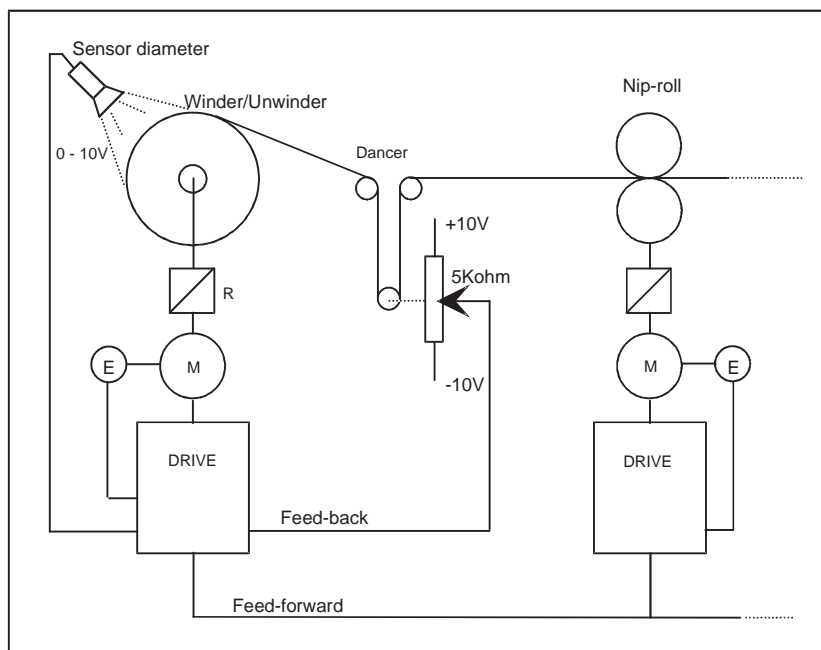 Sensor diameter
Winder/Unwinder
Nip-roll
0 - 10V
Dancer
+10V
5Kohm
R
-10V
E
M
M
E
DRIVE
DRIVE
Feed-back
Feed-forward